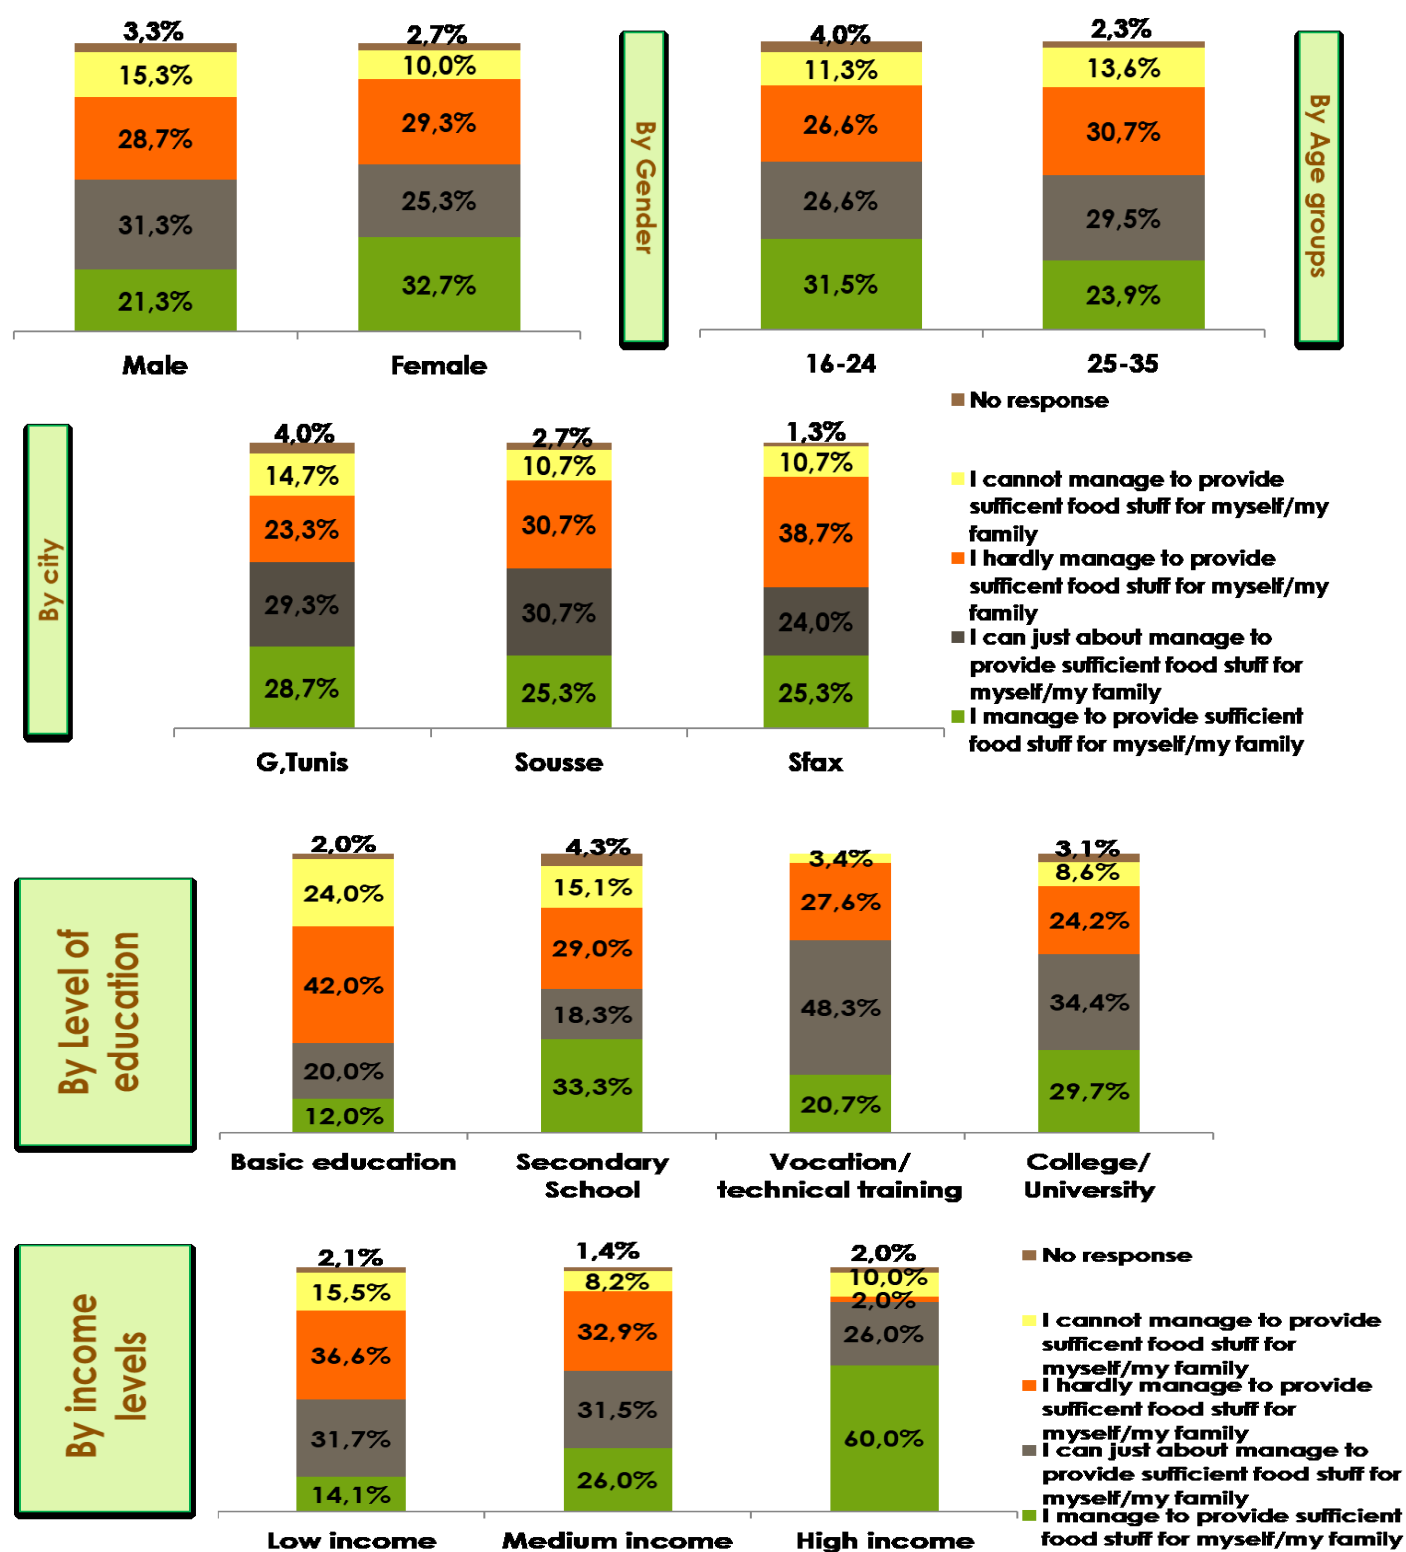 3,3%
2,7%
15,3%
10,0%
28,7%
29,3%
31,3%
25,3%
21,3%
32,7%
Male
Female
By Gender
4,0%
2,3%
11,3%
13,6%
26,6%
30,7%
26,6%
29,5%
31,5%
23,9%
16-24
25-35
By Age groups
By city
4,0%
2,7%
1,3%
14,7%
10,7%
10,7%
23,3%
30,7%
38,7%
29,3%
30,7%
24,0%
28,7%
25,3%
25,3%
G,Tunis
Sousse
Sfax
No response
I cannot manage to provide
sufficent food stuff for myself/my
family
I hardly manage to provide
sufficent food stuff for myself/my
family
I can just about manage to
provide sufficient food stuff for
myself/my family
I manage to provide sufficient
food stuff for myself/my family
By Level of
education
2,0%
4,3%
3,4%
3,1%
24,0%
15,1%
27,6%
8,6%
42,0%
29,0%
48,3%
24,2%
20,0%
18,3%
20,7%
34,4%
12,0%
33,3%
29,7%
Basic education
Secondary
School
Vocation/
technical training
College/
University
By income
levels
2,1%
1,4%
2,0%
15,5%
8,2%
10,0%
36,6%
32,9%
2,0%
31,7%
31,5%
26,0%
14,1%
26,0%
60,0%
Low income
Medium income
High income
No response
I cannot manage to provide
sufficent food stuff for
myself/my family
I hardly manage to provide
sufficent food stuff for
myself/my family
I can just about manage to
provide sufficient food stuff for
myself/my family
I manage to provide sufficient
food stuff for myself/my family